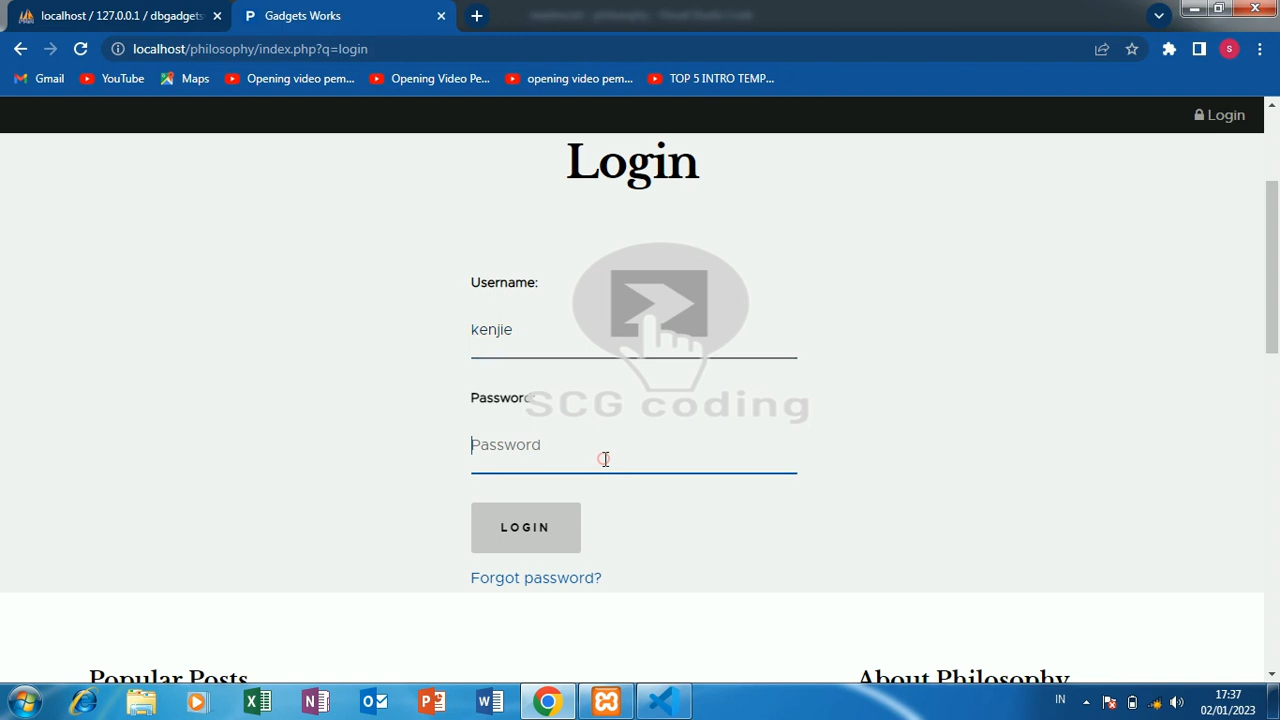 localhost / 127.0.0.1 / dbgadgets
Gadgets Works
localhost/philosophy/index.php?q=login
Gmail
YouTube
Maps
Opening video pem...
Opening Video Pe...
opening video pem...
TOP 5 INTRO TEMP...
S
Login
Login
Username:
kenjie
Password:
SCG coding
Password
LOGIN
Forgot password?
Popular Posts
About Philosophy
IN
17:37
02/01/2023